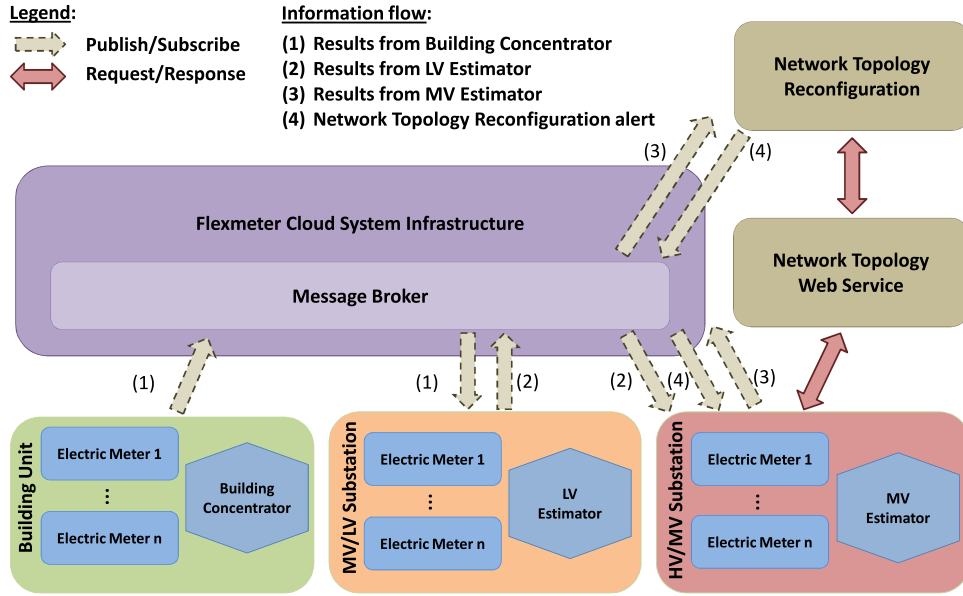 Legend:
Publish/Subscribe
Request/Response
Information flow:
(1) Results from Building Concentrator
(2) Results from LV Estimator
(3) Results from MV Estimator
(4) Network Topology Reconfiguration alert
Network Topology
Reconfiguration
(3)
(4)
Flexmeter Cloud System Infrastructure
Message Broker
Network Topology
Web Service
(1)
(1)
(2)
(2)
(4)
(3)
Building Unit
Electric Meter 1
...
Electric Meter n
Building
Concentrator
MV/LV Substation
Electric Meter 1
...
Electric Meter n
LV
Estimator
HV/MV Substation
Electric Meter 1
...
Electric Meter n
MV
Estimator